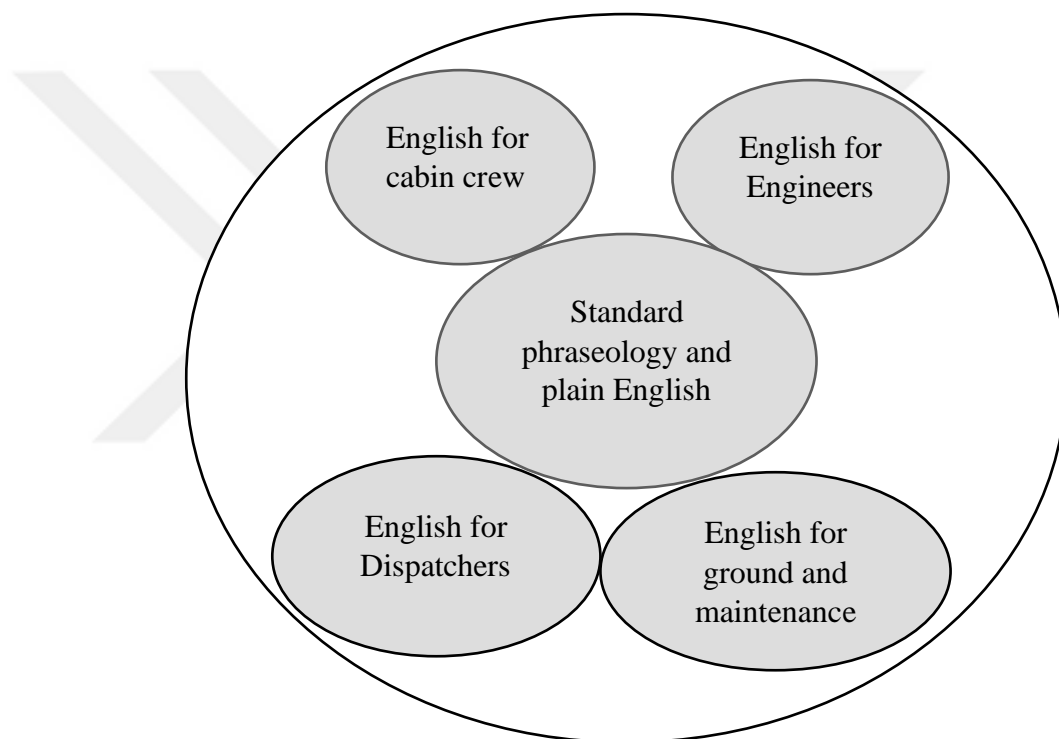 English for
cabin crew
English for
Engineers
Standard
phraseology and
plain English
English for
Dispatchers
English for
ground and
maintenance